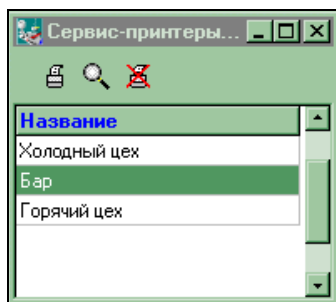 Сервис-принтеры...
Название
Холодный цех
Бар
Горячий цех